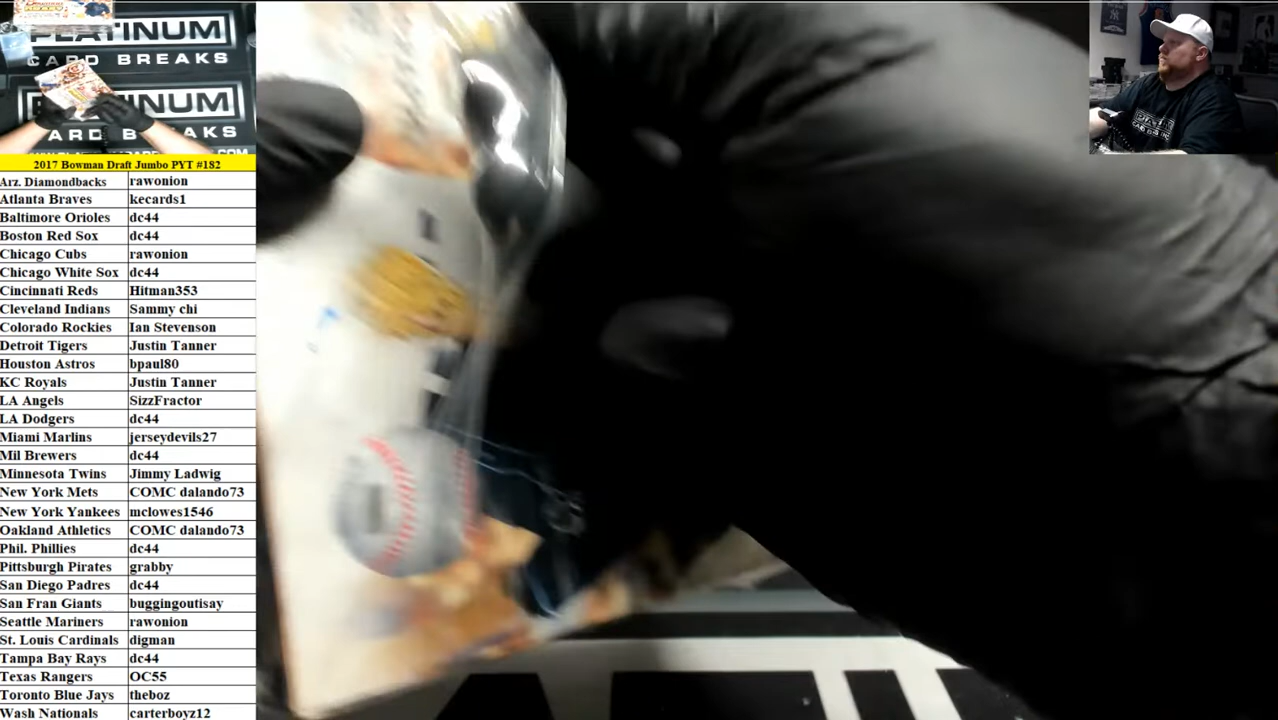 PLATINUM
CARD BREAKS
PLATINUM
ARD BREAKS
2017 Bowman Draft Jumbo PYT #182
Arz. Diamondbacks rawonion
Atlanta Braves kecards1
Baltimore Orioles dc44
Boston Red Sox dc44
Chicago Cubs rawonion
Chicago White Sox dc44
Cincinnati Reds Hitman353
Cleveland Indians Sammy chi
Colorado Rockies Ian Stevenson
Detroit Tigers Justin Tanner
Houston Astros bpaul80
KC Royals Justin Tanner
LA Angels SizzFractor
LA Dodgers dc44
Miami Marlins jerseydevils27
Mil Brewers dc44
Minnesota Twins Jimmy Ladwig
New York Mets COMC dalando73
New York Yankees mclowes1546
Oakland Athletics COMC dalando73
Phil. Phillies dc44
Pittsburgh Pirates grabby
San Diego Padres dc44
San Fran Giants buggingoutisay
Seattle Mariners rawonion
St. Louis Cardinals digman
Tampa Bay Rays dc44
Texas Rangers OC55
Toronto Blue Jays theboz
Wash Nationals carterboyz12